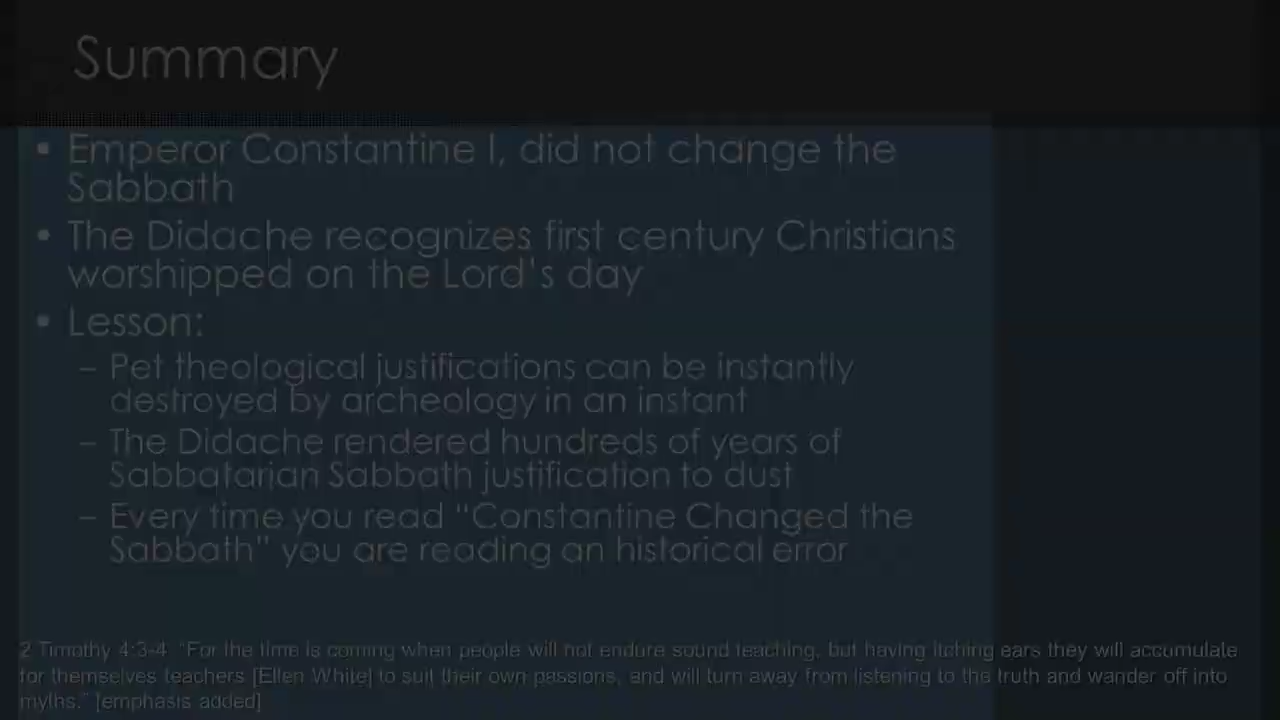 Summary
• Emperor Constantine I, did not change the
Sabbath
• The Didache recognizes first century Christians
worshipped on the Lord's day
• Lesson:
– Pet theological justifications can be instantly
destroyed by archeology in an instant
– The Didache rendered hundreds of years of
Sabbatarian Sabbath justification to dust
– Every time you read “Constantine Changed the
Sabbath” you are reading an historical error
2 Timothy 4:3-4 “For the time is coming when people will not endure sound teaching, but having itching ears they will accumulate
for themselves teachers [Ellen White] to suit their own passions, and will turn away from listening to the truth and wander off into
myths.” [emphasis added]